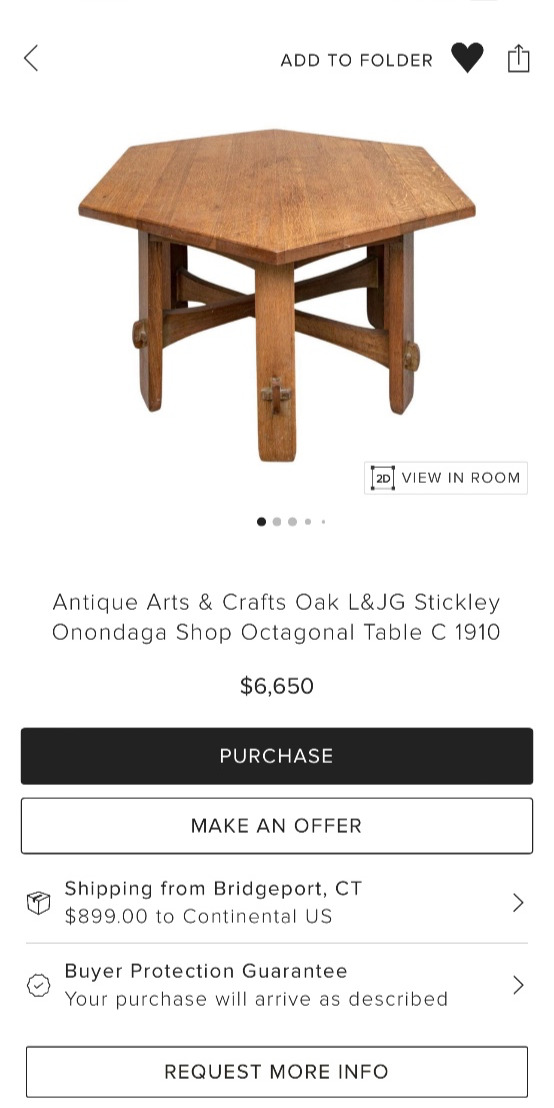 ADD TO FOLDER
2D VIEW IN ROOM
Antique Arts & Crafts Oak L&JG Stickley
Onondaga Shop Octagonal Table C 1910
$6,650
PURCHASE
MAKE AN OFFER
Shipping from Bridgeport, CT
$899.00 to Continental US
Buyer Protection Guarantee
Your purchase will arrive as described
REQUEST MORE INFO